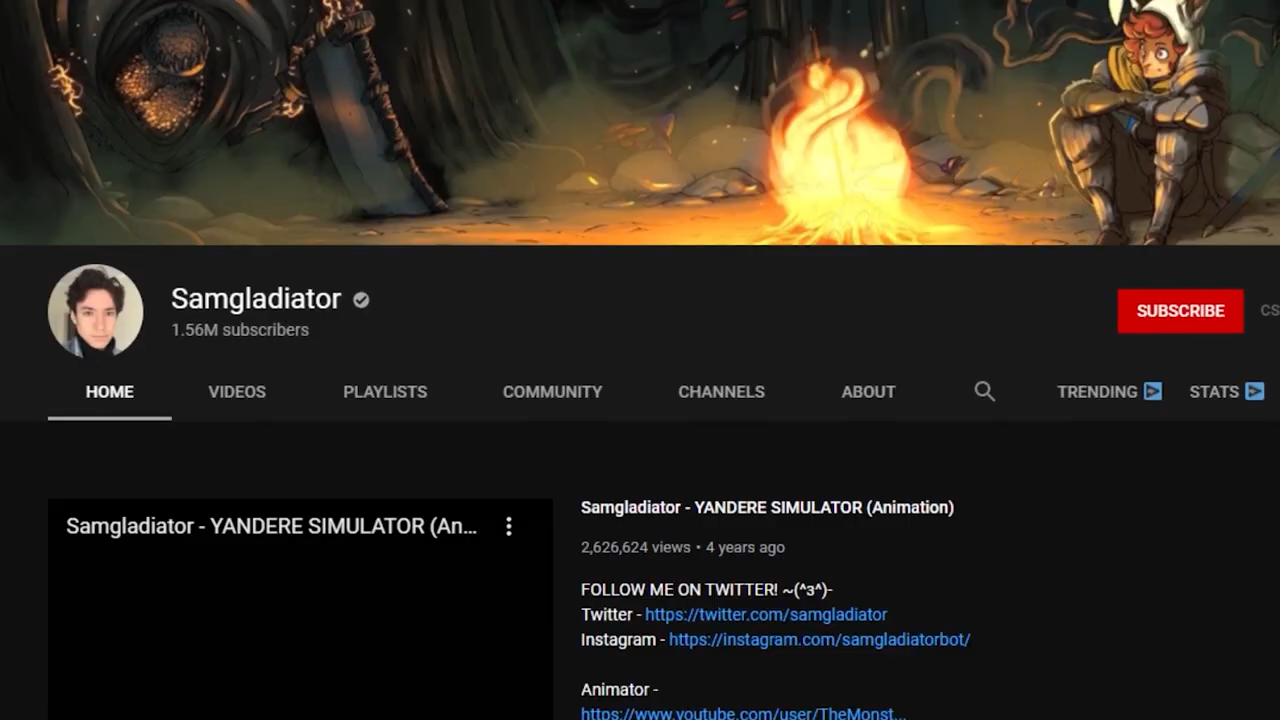 Samgladiator
1.56M subscribers
SUBSCRIBE
CS
HOME VIDEOS PLAYLISTS COMMUNITY CHANNELS ABOUT TRENDING STATS
Samgladiator - YANDERE SIMULATOR (An...
Samgladiator - YANDERE SIMULATOR (Animation)
2,626,624 views • 4 years ago
FOLLOW ME ON TWITTER! ~(^з^)-
Twitter - https://twitter.com/samgladiator
Instagram - https://instagram.com/samgladiatorbot/
Animator -
https://www.youtube.com/user/TheMonst...